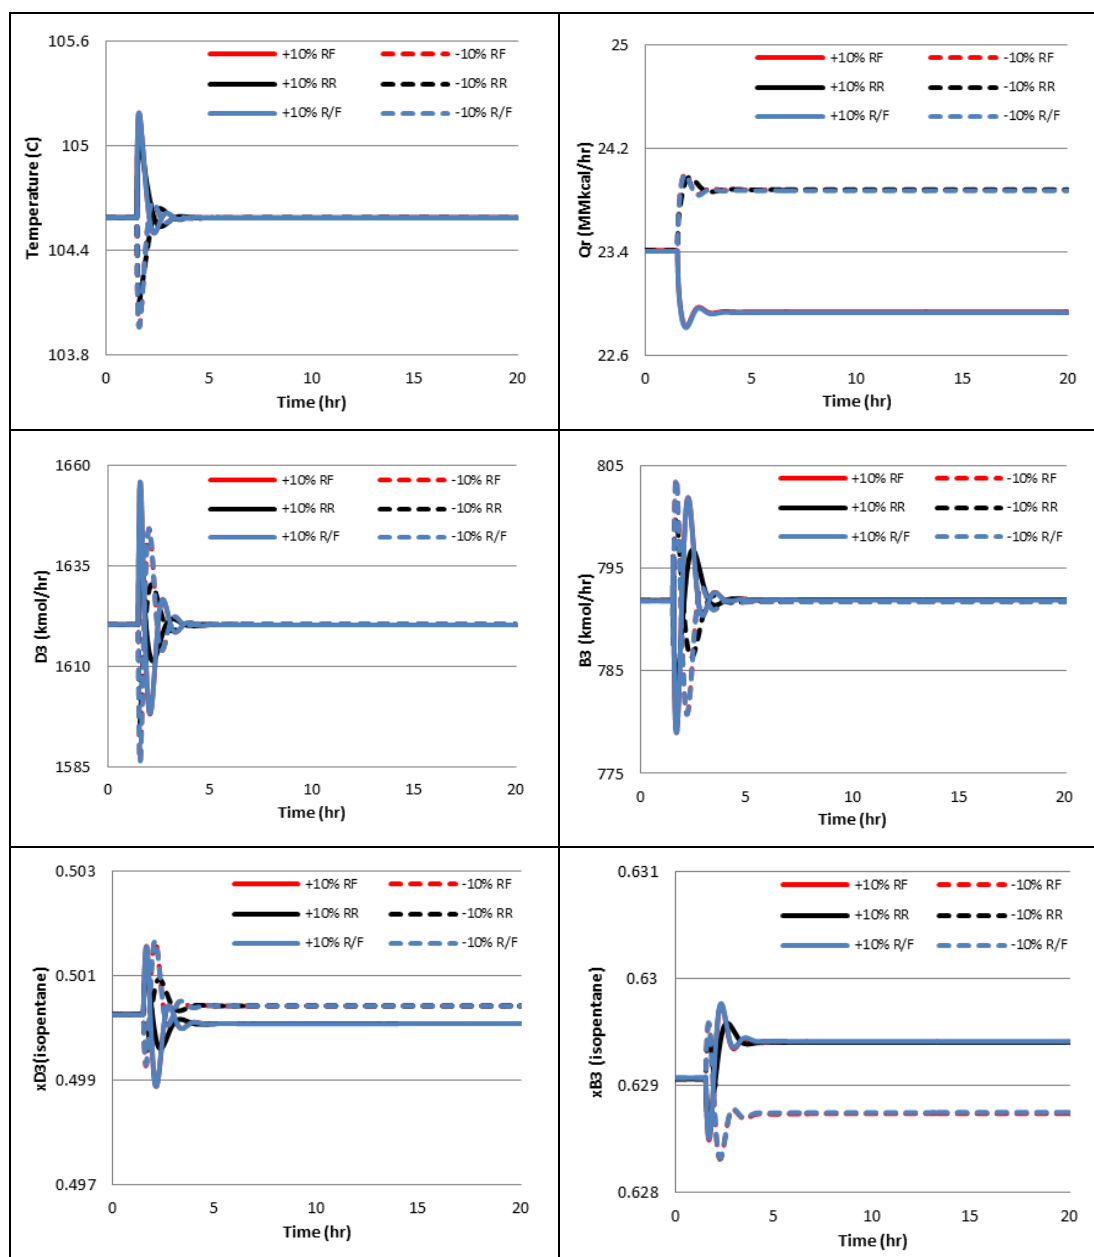 105.6
105
104.4
103.8
Temperature (C)
+10% RF
-10% RF
+10% RR
-10% RR
+10% R/F
-10% R/F
0
5
10
15
20
Time (hr)
25
24.2
23.4
22.6
Qr (MMkcal/hr)
+10% RF
-10% RF
+10% RR
-10% RR
+10% R/F
-10% R/F
0
5
10
15
20
Time (hr)
1660
1635
1610
1585
D3 (kmol/hr)
+10% RF
-10% RF
+10% RR
-10% RR
+10% R/F
-10% R/F
0
5
10
15
20
Time (hr)
805
795
785
775
B3 (kmol/hr)
+10% RF
-10% RF
+10% RR
-10% RR
+10% R/F
-10% R/F
0
5
10
15
20
Time (hr)
0.503
0.501
0.499
0.497
xD3(isopentane)
+10% RF
-10% RF
+10% RR
-10% RR
+10% R/F
-10% R/F
0
5
10
15
20
Time (hr)
0.631
0.63
0.629
0.628
xB3 (isopentane)
+10% RF
-10% RF
+10% RR
-10% RR
+10% R/F
-10% R/F
0
5
10
15
20
Time (hr)